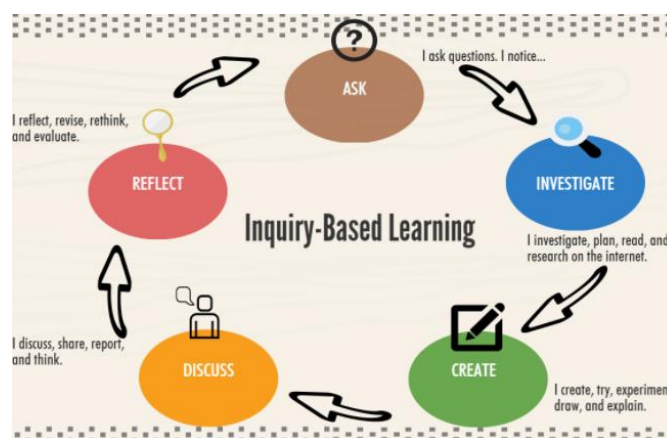 ?
ASK
I ask questions. I notice...
INVESTIGATE
I investigate, plan, read, and
research on the internet.
CREATE
I create, try, experiment
draw, and explain.
DISCUSS
I discuss, share, report,
and think.
REFLECT
I reflect, revise, rethink,
and evaluate.
Inquiry-Based Learning